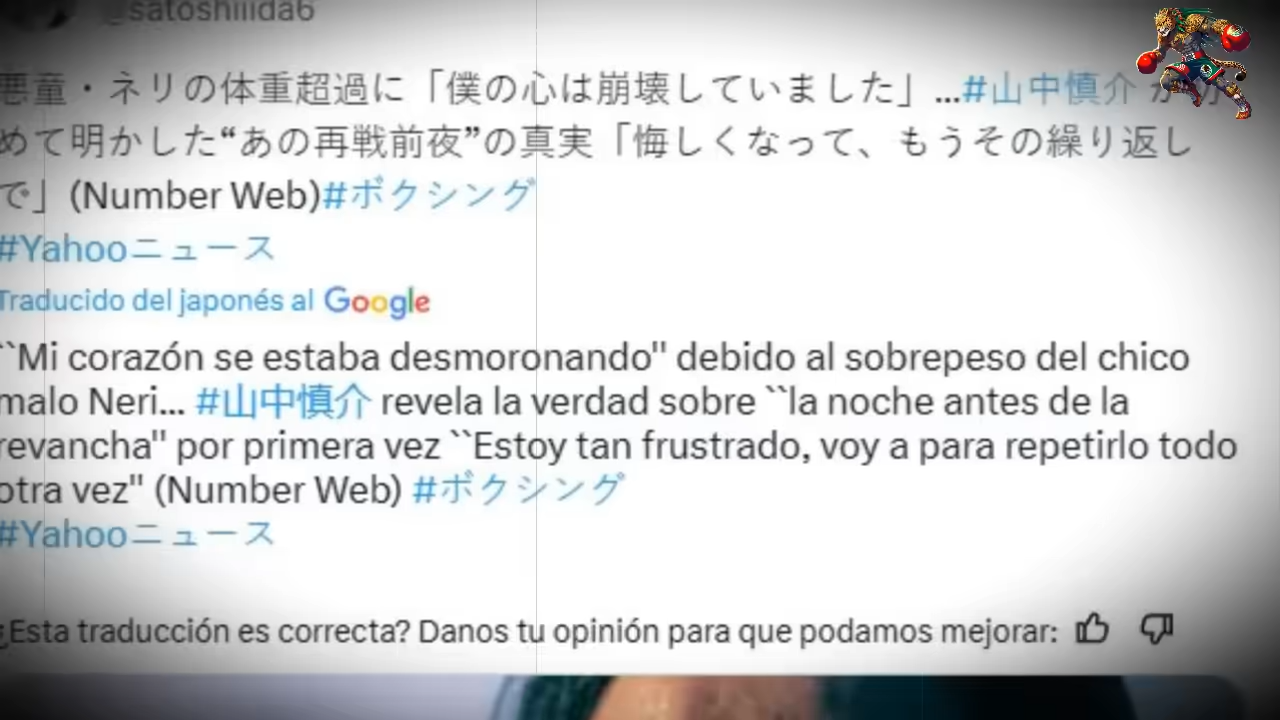 @satoshiiida6
悪童・ネリの体重超過に「僕の心は崩壊していました」...#山中慎介
めて明かした“あの再戦前夜”の真実「悔しくなって、もうその繰り返し
で」(Number Web)#ボクシング
#Yahooニュース
Traducido del japonés al Google
``Mi corazón se estaba desmoronando" debido al sobrepeso del chico
malo Neri... #山中慎介 revela la verdad sobre ``la noche antes de la
revancha" por primera vez ``Estoy tan frustrado, voy a para repetirlo todo
otra vez" (Number Web) #ボクシング
#Yahooニュース
¿Esta traducción es correcta? Danos tu opinión para que podamos mejorar: